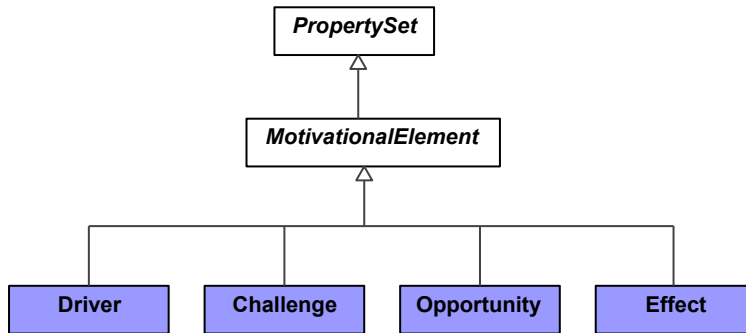 PropertySet
MotivationalElement
Driver
Challenge
Opportunity
Effect